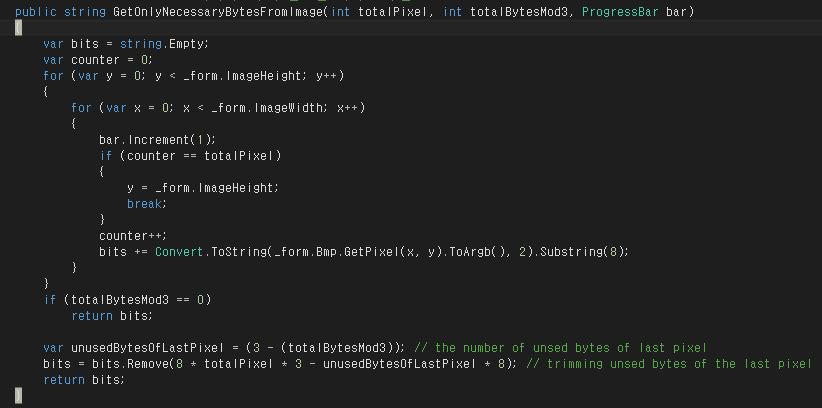 public string GetOnlyNecessaryBytesFromImage(int totalPixel, int totalBytesMod3, ProgressBar bar)
{
    var bits = string.Empty;
    var counter = 0;
    for (var y = 0; y < _form.ImageHeight; y++)
    {
        for (var x = 0; x < _form.ImageWidth; x++)
        {
            bar.Increment(1);
            if (counter == totalPixel)
            {
                y = _form.ImageHeight;
                break;
            }
            counter++;
            bits += Convert.ToString(_form.Bmp.GetPixel(x, y).ToArgb(), 2).Substring(8);
        }
    }
    if (totalBytesMod3 == 0)
        return bits;

    var unusedBytesOfLastPixel = (3 - (totalBytesMod3)); // the number of unsed bytes of last pixel
    bits = bits.Remove(8 * totalPixel * 3 - unusedBytesOfLastPixel * 8); // trimming unsed bytes of the last pixel
    return bits;
}